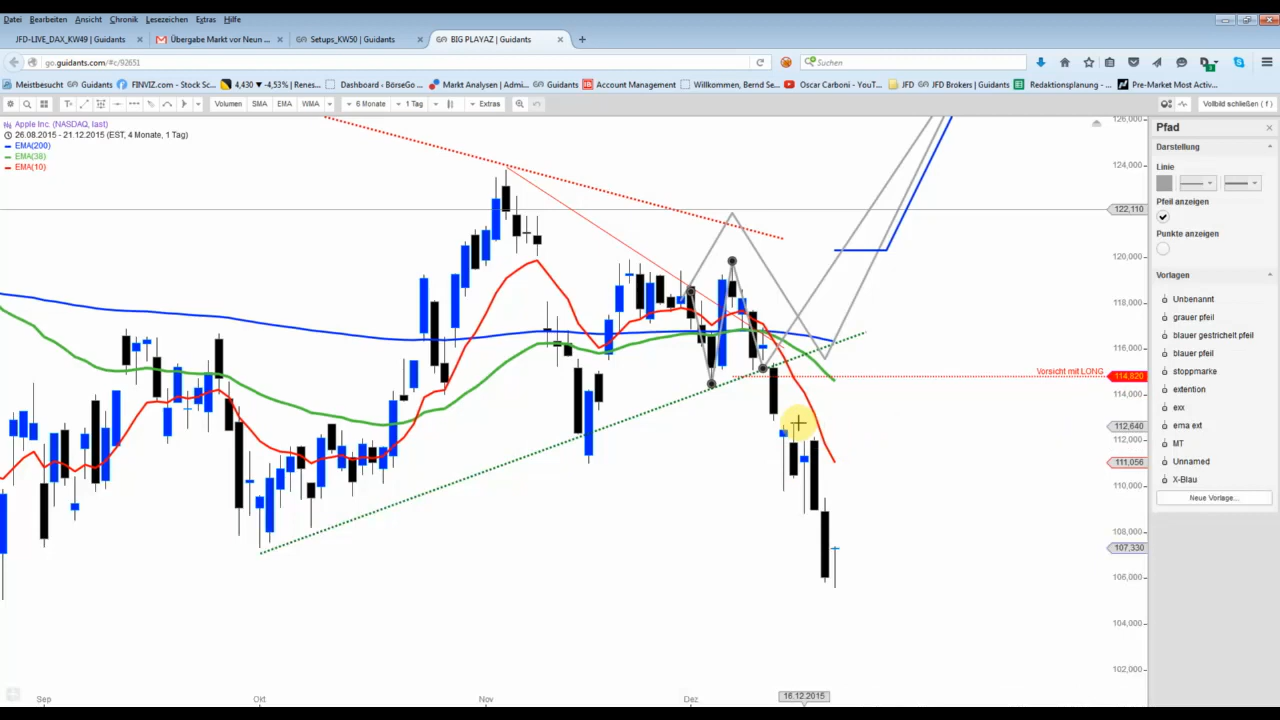 Datei Bearbeiten Ansicht Chronik Lesezeichen Extras Hilfe
JFD-LIVE_DAX_KW49 | Guidants × Übergabe Markt vor Neun ... × Setups_KW50 | Guidants × BIG PLAYAZ | Guidants × +
go.guidants.com/#c/92651 Suchen
Meistbesucht Guidants FINVIZ.com - Stock Sc... 4,430 ▼ -4,53% | Renes... Dashboard - BörseGo ... Markt Analysen | Admi... Guidants Account Management Willkommen, Bernd Se... Oscar Carboni - YouT... JFD JFD Brokers | Guidants Redaktionsplanung - ... Pre-Market Most Activ...
Volumen SMA EMA WMA 6 Monate 1 Tag Extras Vollbild schließen ( f )
Apple Inc. (NASDAQ, last)
26.08.2015 - 21.12.2015 (EST, 4 Monate, 1 Tag)
EMA(200)
EMA(38)
EMA(10)
126,000
124,000
122,110
120,000
118,000
116,000
Vorsicht mit LONG 114,820
114,000
112,640
112,000
111,056
110,000
108,000
107,330
106,000
104,000
102,000
Sep Okt Nov Dez 16.12.2015
Pfad ×
Darstellung
Linie
Pfeil anzeigen
Punkte anzeigen
Vorlagen
Unbenannt
grauer pfeil
blauer gestrichelt pfeil
blauer pfeil
stoppmarke
extention
exx
ema ext
MT
Unnamed
X-Blau
Neue Vorlage...